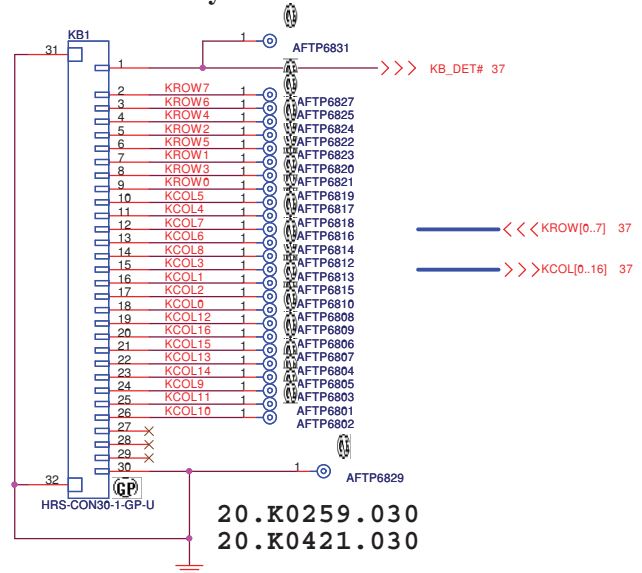 KB1
31
1 AFTP6831
1 KB_DET# 37
2 KROW7 1 AFTP6827
3 KROW6 1 AFTP6825
4 KROW4 1 AFTP6824
5 KROW2 1 AFTP6822
6 KROW5 1 AFTP6823
7 KROW1 1 AFTP6820
8 KROW3 1 AFTP6821
9 KROW0 1 AFTP6819
10 KCOL5 1 AFTP6817
11 KCOL4 1 AFTP6818
12 KCOL7 1 AFTP6816
13 KCOL6 1 AFTP6814
14 KCOL8 1 AFTP6812
15 KCOL3 1 AFTP6813
16 KCOL1 1 AFTP6815
17 KCOL2 1 AFTP6810
18 KCOL0 1 AFTP6808
19 KCOL12 1 AFTP6809
20 KCOL16 1 AFTP6806
21 KCOL15 1 AFTP6807
22 KCOL13 1 AFTP6804
23 KCOL14 1 AFTP6805
24 KCOL9 1 AFTP6803
25 KCOL11 1 AFTP6801
26 KCOL10 1 AFTP6802
27
28
29
30 1 AFTP6829
32
GP
HRS-CON30-1-GP-U
KROW[0..7] 37
KCOL[0..16] 37
20.K0259.030
20.K0421.030